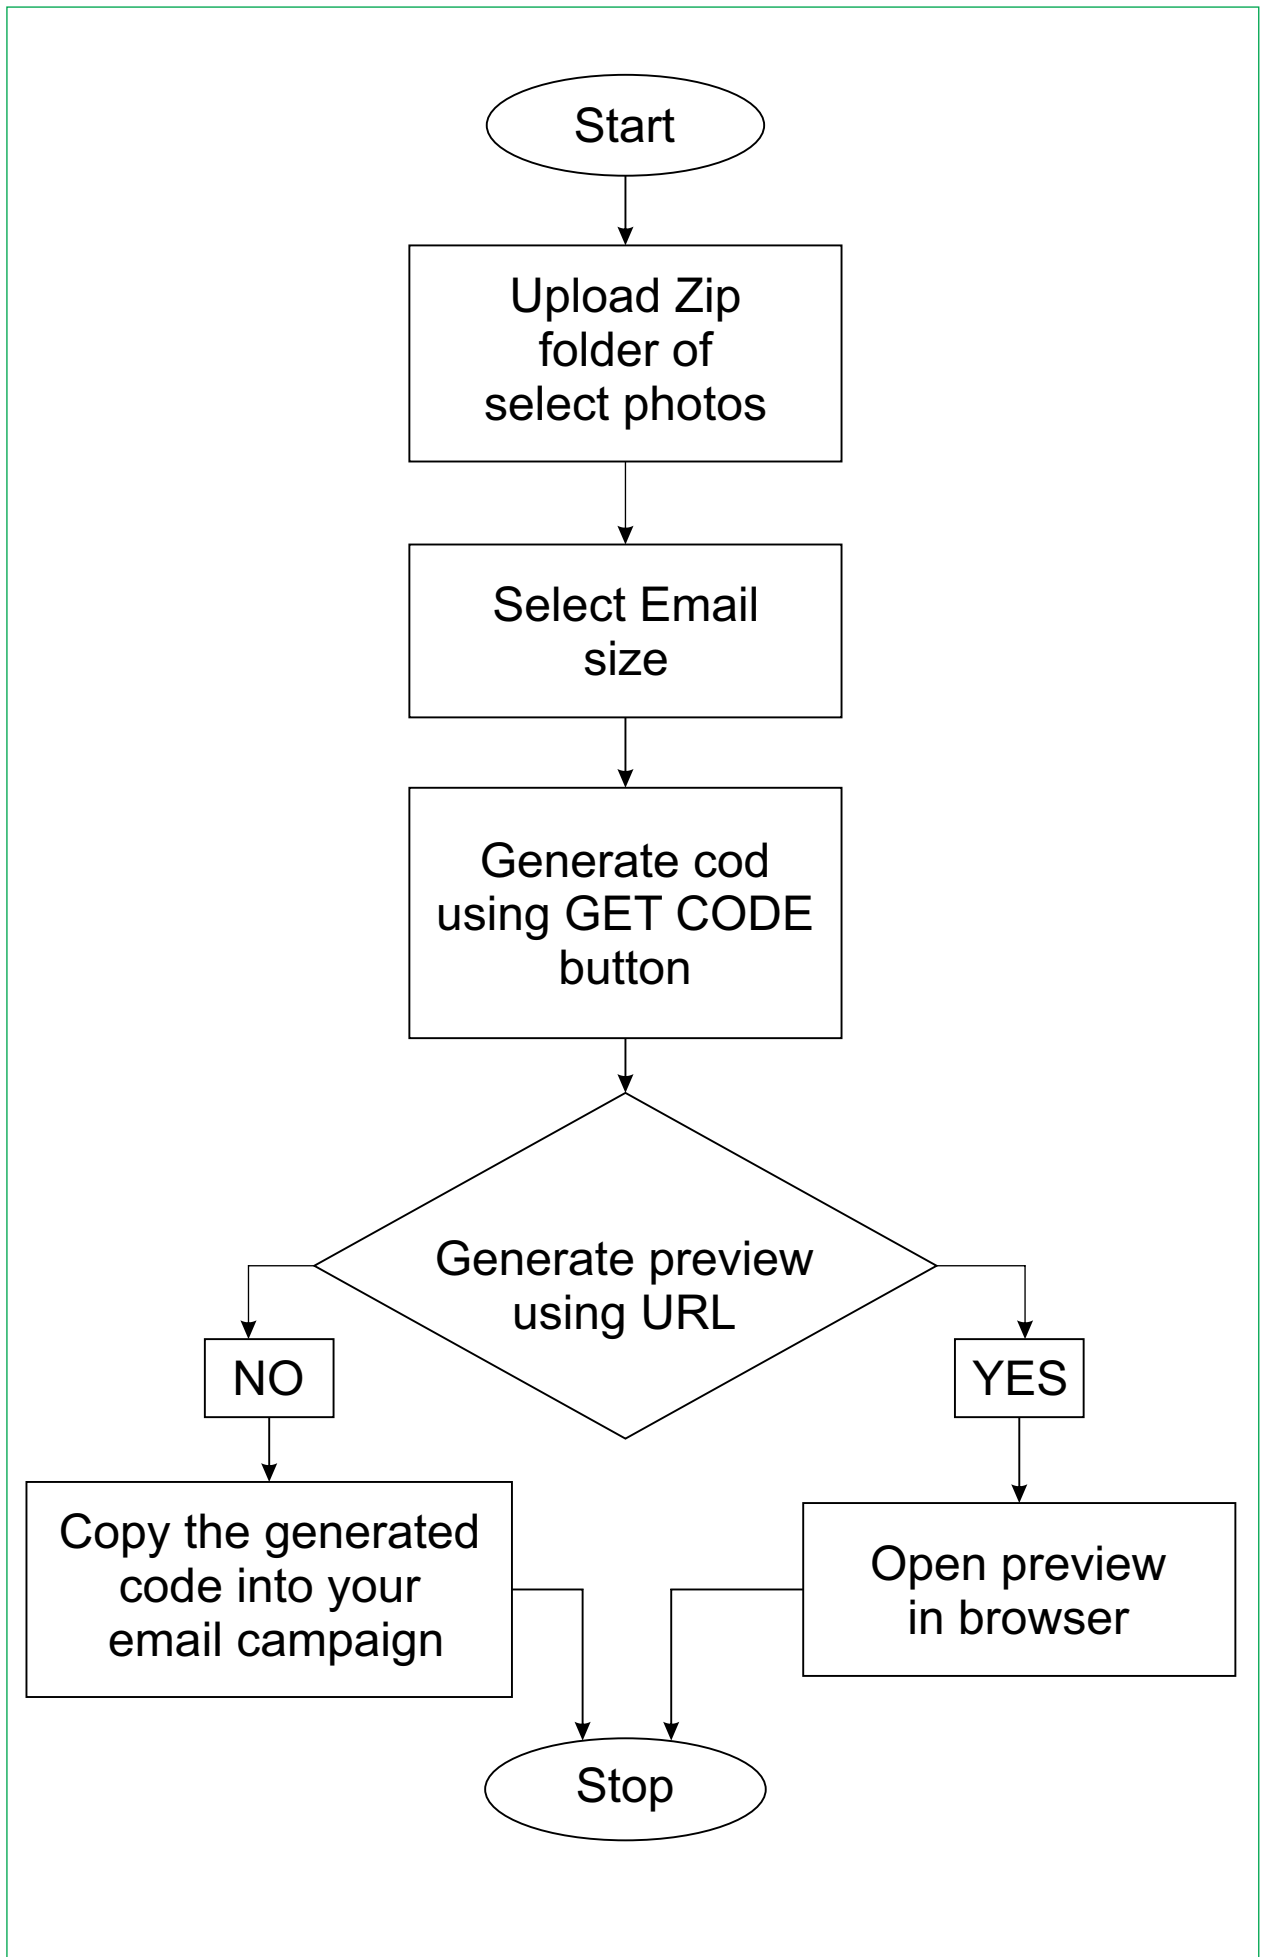 Start
Upload Zip
folder of
select photos
Select Email
size
Generate cod
using GET CODE
button
Generate preview
using URL
NO
YES
Copy the generated
code into your
email campaign
Open preview
in browser
Stop